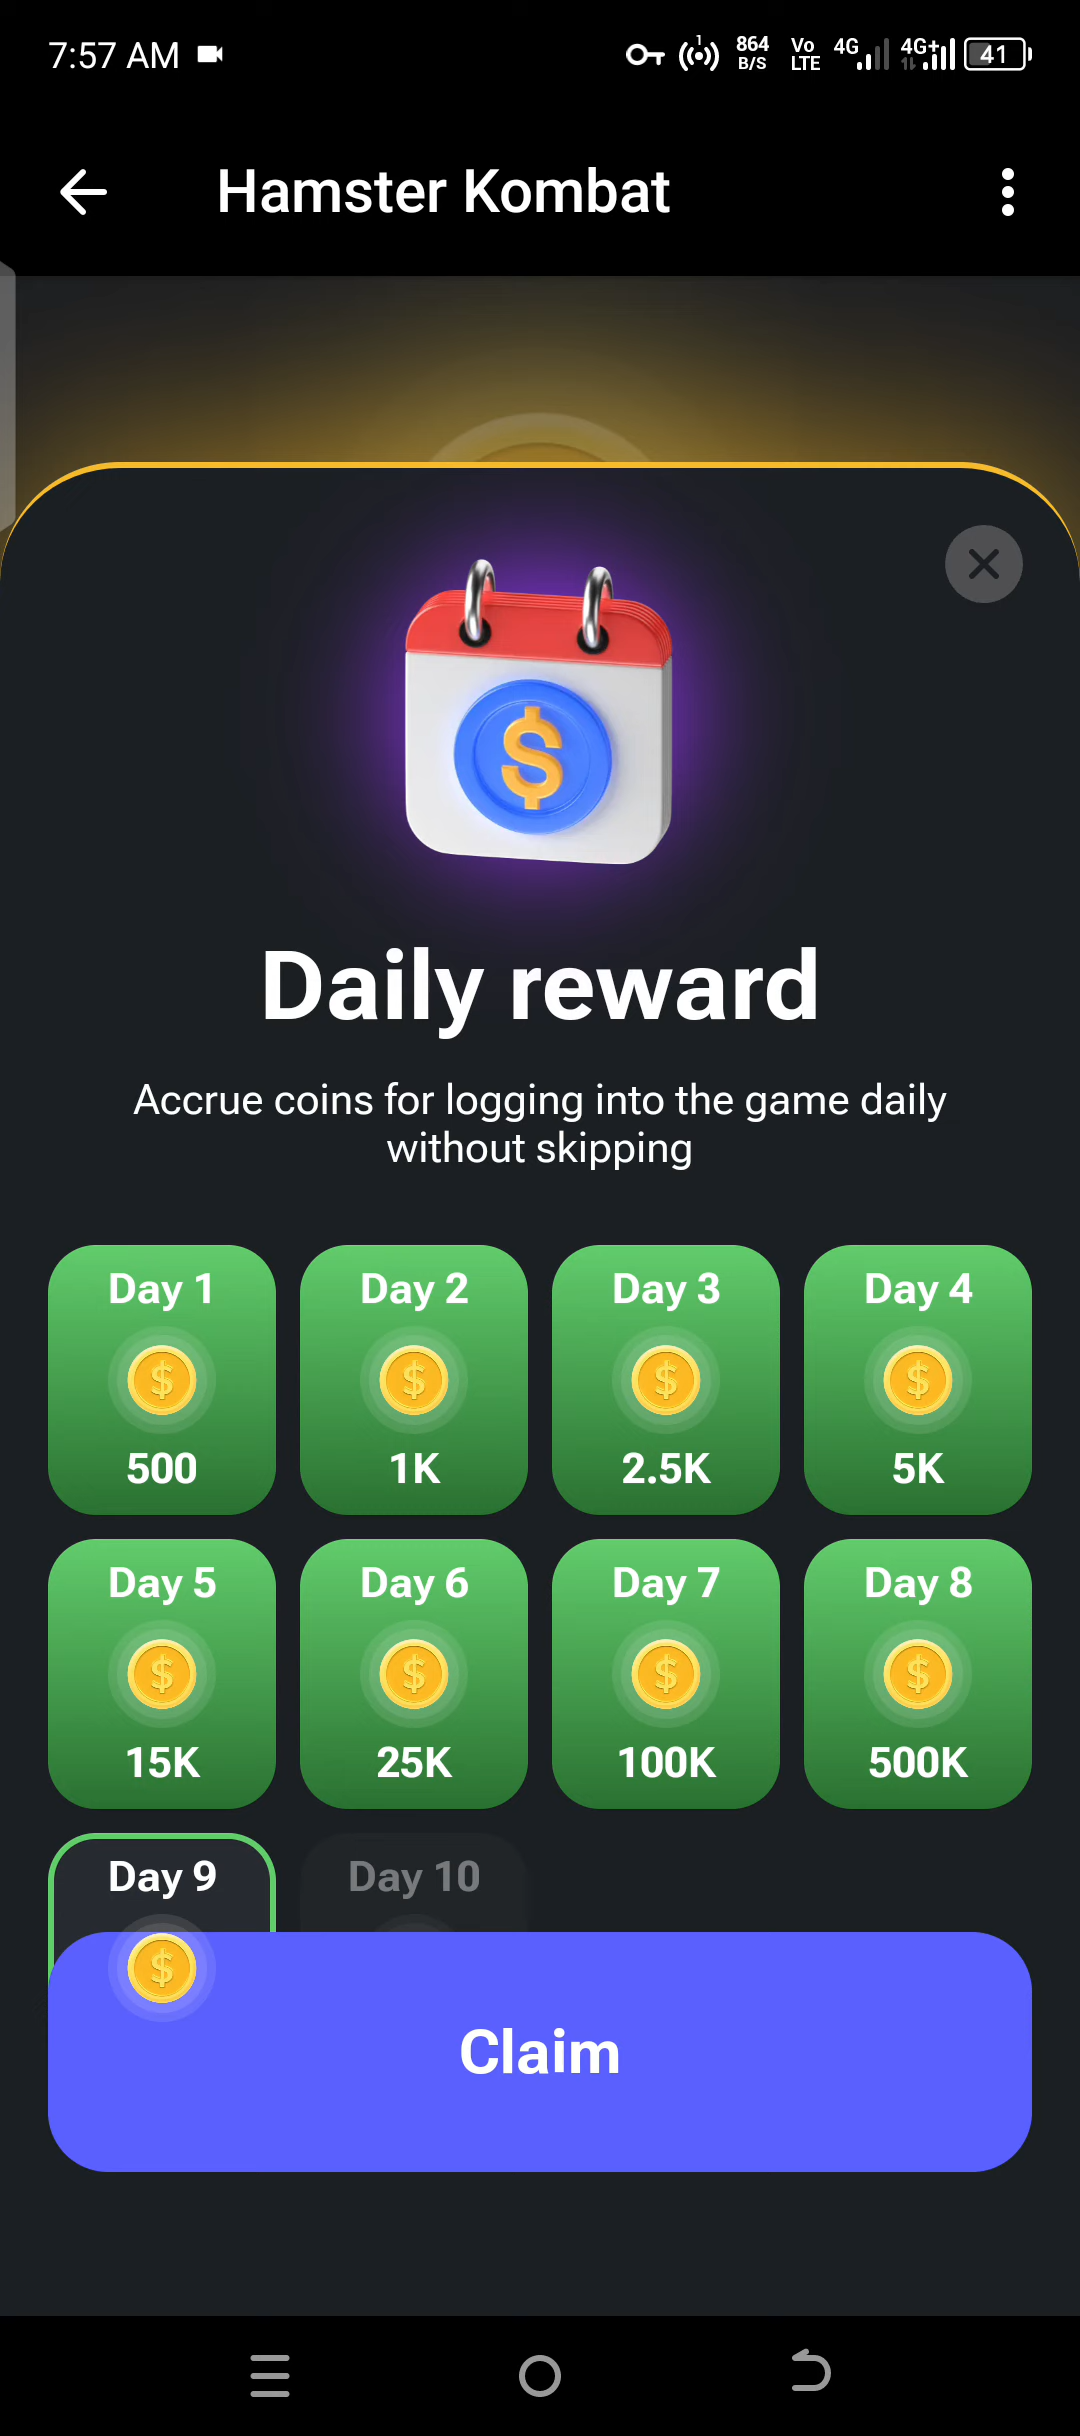 7:57 AM
1
864 B/S
Vo LTE
4G
4G+
41
Hamster Kombat
Daily reward
Accrue coins for logging into the game daily
without skipping
Day 1
Day 2
Day 3
Day 4
$
$
$
$
500
1K
2.5K
5K
Day 5
Day 6
Day 7
Day 8
$
$
$
$
15K
25K
100K
500K
Day 9
Day 10
$
Claim